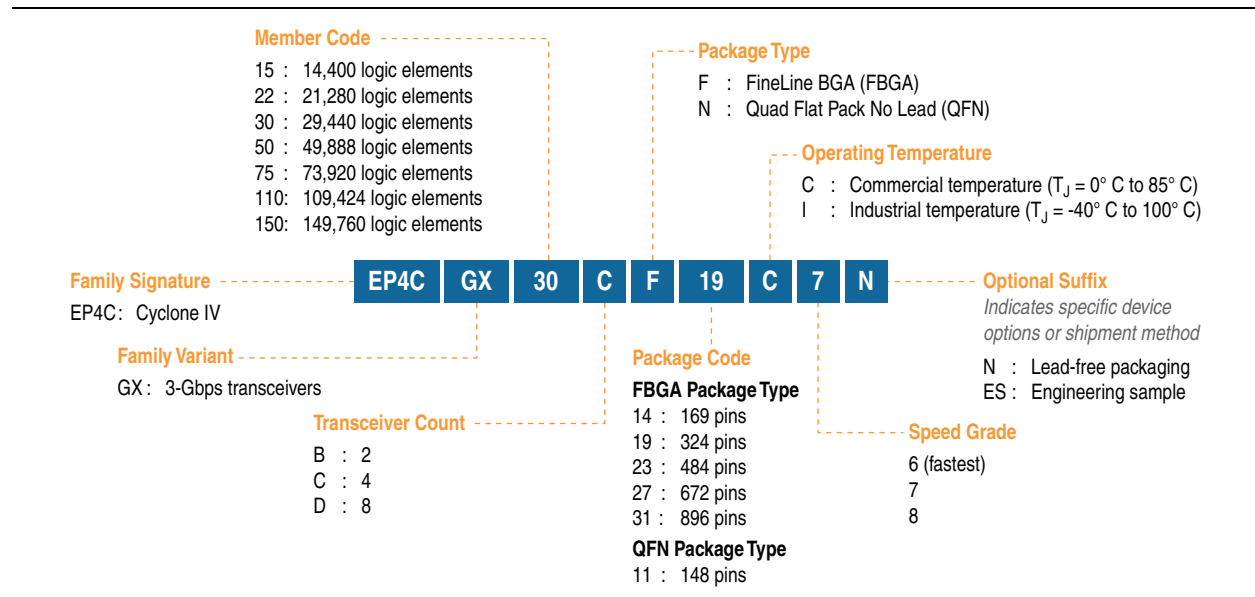 Member Code
15 : 14,400 logic elements
22 : 21,280 logic elements
30 : 29,440 logic elements
50 : 49,888 logic elements
75 : 73,920 logic elements
110: 109,424 logic elements
150: 149,760 logic elements
Package Type
F : FineLine BGA (FBGA)
N : Quad Flat Pack No Lead (QFN)
Operating Temperature
C : Commercial temperature (TJ = 0° C to 85° C)
I : Industrial temperature (TJ = -40° C to 100° C)
EP4C GX 30 C F 19 C 7 N
Family Signature
EP4C: Cyclone IV
Family Variant
GX : 3-Gbps transceivers
Transceiver Count
B : 2
C : 4
D : 8
Package Code
FBGA Package Type
14 : 169 pins
19 : 324 pins
23 : 484 pins
27 : 672 pins
31 : 896 pins
QFN Package Type
11 : 148 pins
Speed Grade
6 (fastest)
7
8
Optional Suffix
Indicates specific device
options or shipment method
N : Lead-free packaging
ES : Engineering sample